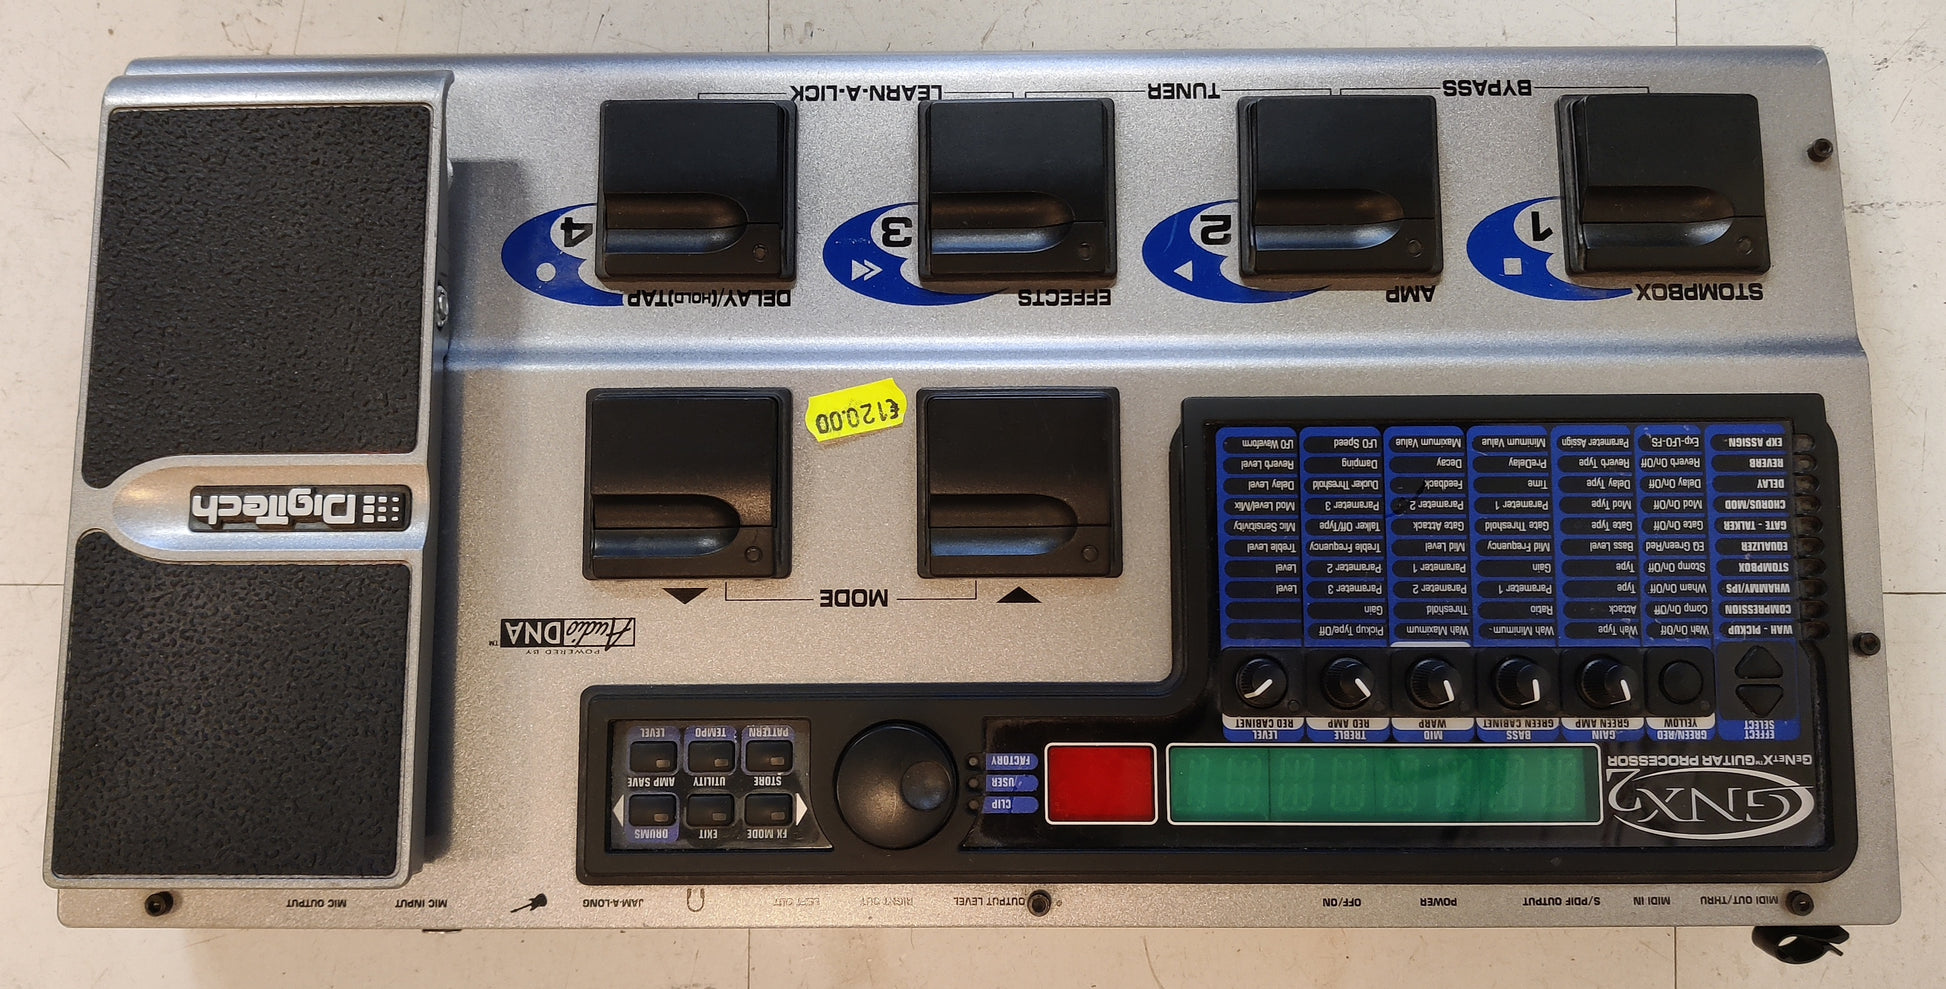 MIDI OUT/THRU MIDI IN S/PDIF OUTPUT POWER OFF/ON OUTPUT LEVEL RIGHT OUT LEFT OUT JAM-A-LONG MIC INPUT MIC OUTPUT
GNX2
GENETX™ GUITAR PROCESSOR
CLIP
USER
FACTORY
FX MODE EXIT DRUMS
STORE UTILITY AMP SAVE
PATTERN TEMPO LEVEL
EFFECT SELECT
GREEN/RED YELLOW
GAIN GREEN AMP
BASS GREEN CABINET
MID WARP
TREBLE RED AMP
LEVEL RED CABINET
WAH - PICKUP Wah On/Off Wah Type Wah Minimum- Wah Maximum Pickup Type/Off
COMPRESSION Comp On/Off Attack Ratio Threshold Gain
WHAMMY/IPS Wham On/Off Type Parameter 1 Parameter 2 Parameter 3 Level
STOMPBOX Stomp On/Off Type Gain Parameter 1 Parameter 2 Level
EQUALIZER EQ Green/Red Bass Level Mid Frequency Mid Level Treble Frequency Treble Level
GATE - TALKER Gate On/Off Gate Type Gate Threshold Gate Attack Talker Off/Type Mic Sensitivity
CHORUS/MOD Mod On/Off Mod Type Parameter 1 Parameter 2 Parameter 3 Mod Level/Mix
DELAY Delay On/Off Delay Type Time Feedback Ducker Threshold Delay Level
REVERB Reverb On/Off Reverb Type PreDelay Decay Damping Reverb Level
EXP ASSIGN- Exp-LFO-FS- Parameter Assign Minimum Value Maximum Value LFO Speed LFO Waveform
POWERED BY
Audio DNA™
MODE
€120.00
DigiTech
STOMPBOX AMP EFFECTS DELAY/(HOLD)TAP
1 2 3 4
BYPASS TUNER LEARN-A-LICK